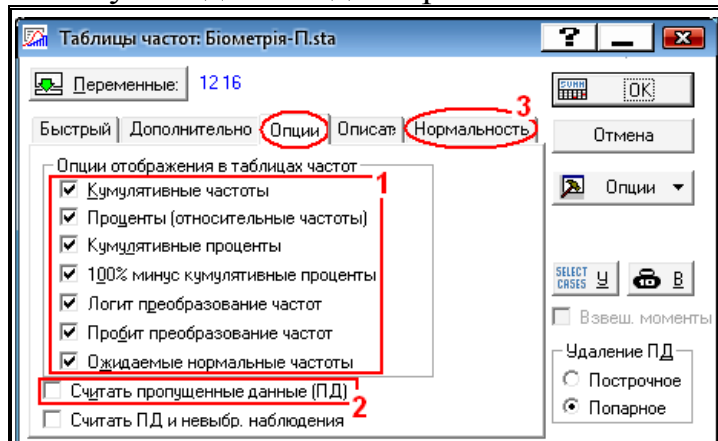 Таблицы частот: Біометрія-П.sta
Переменные: 12 16
3
Быстрый Дополнительно Опции Описат Нормальность
Опции отображения в таблицах частот
1
Кумулятивные частоты
Проценты (относительные частоты)
Кумулятивные проценты
100% минус кумулятивные проценты
Логит преобразование частот
Пробит преобразование частот
Ожидаемые нормальные частоты
Считать пропущенные данные (ПД)
2
Считать ПД и невыбр. наблюдения
OK
Отмена
Опции
SELECT CASES У В
Взвеш. моменты
Удаление ПД
Построчное
Попарное